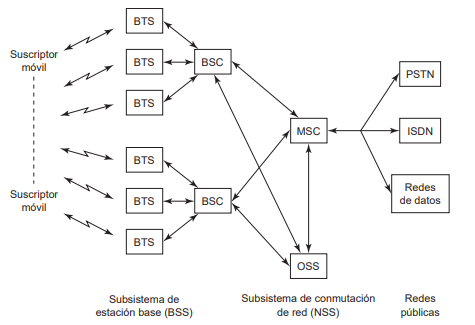 BTS
Suscriptor
móvil
BTS
BSC
PSTN
BTS
MSC
ISDN
BTS
Redes
de datos
Suscriptor
móvil
BTS
BSC
BTS
OSS
Subsistema de
estación base (BSS)
Subsistema de conmutación
de red (NSS)
Redes
públicas